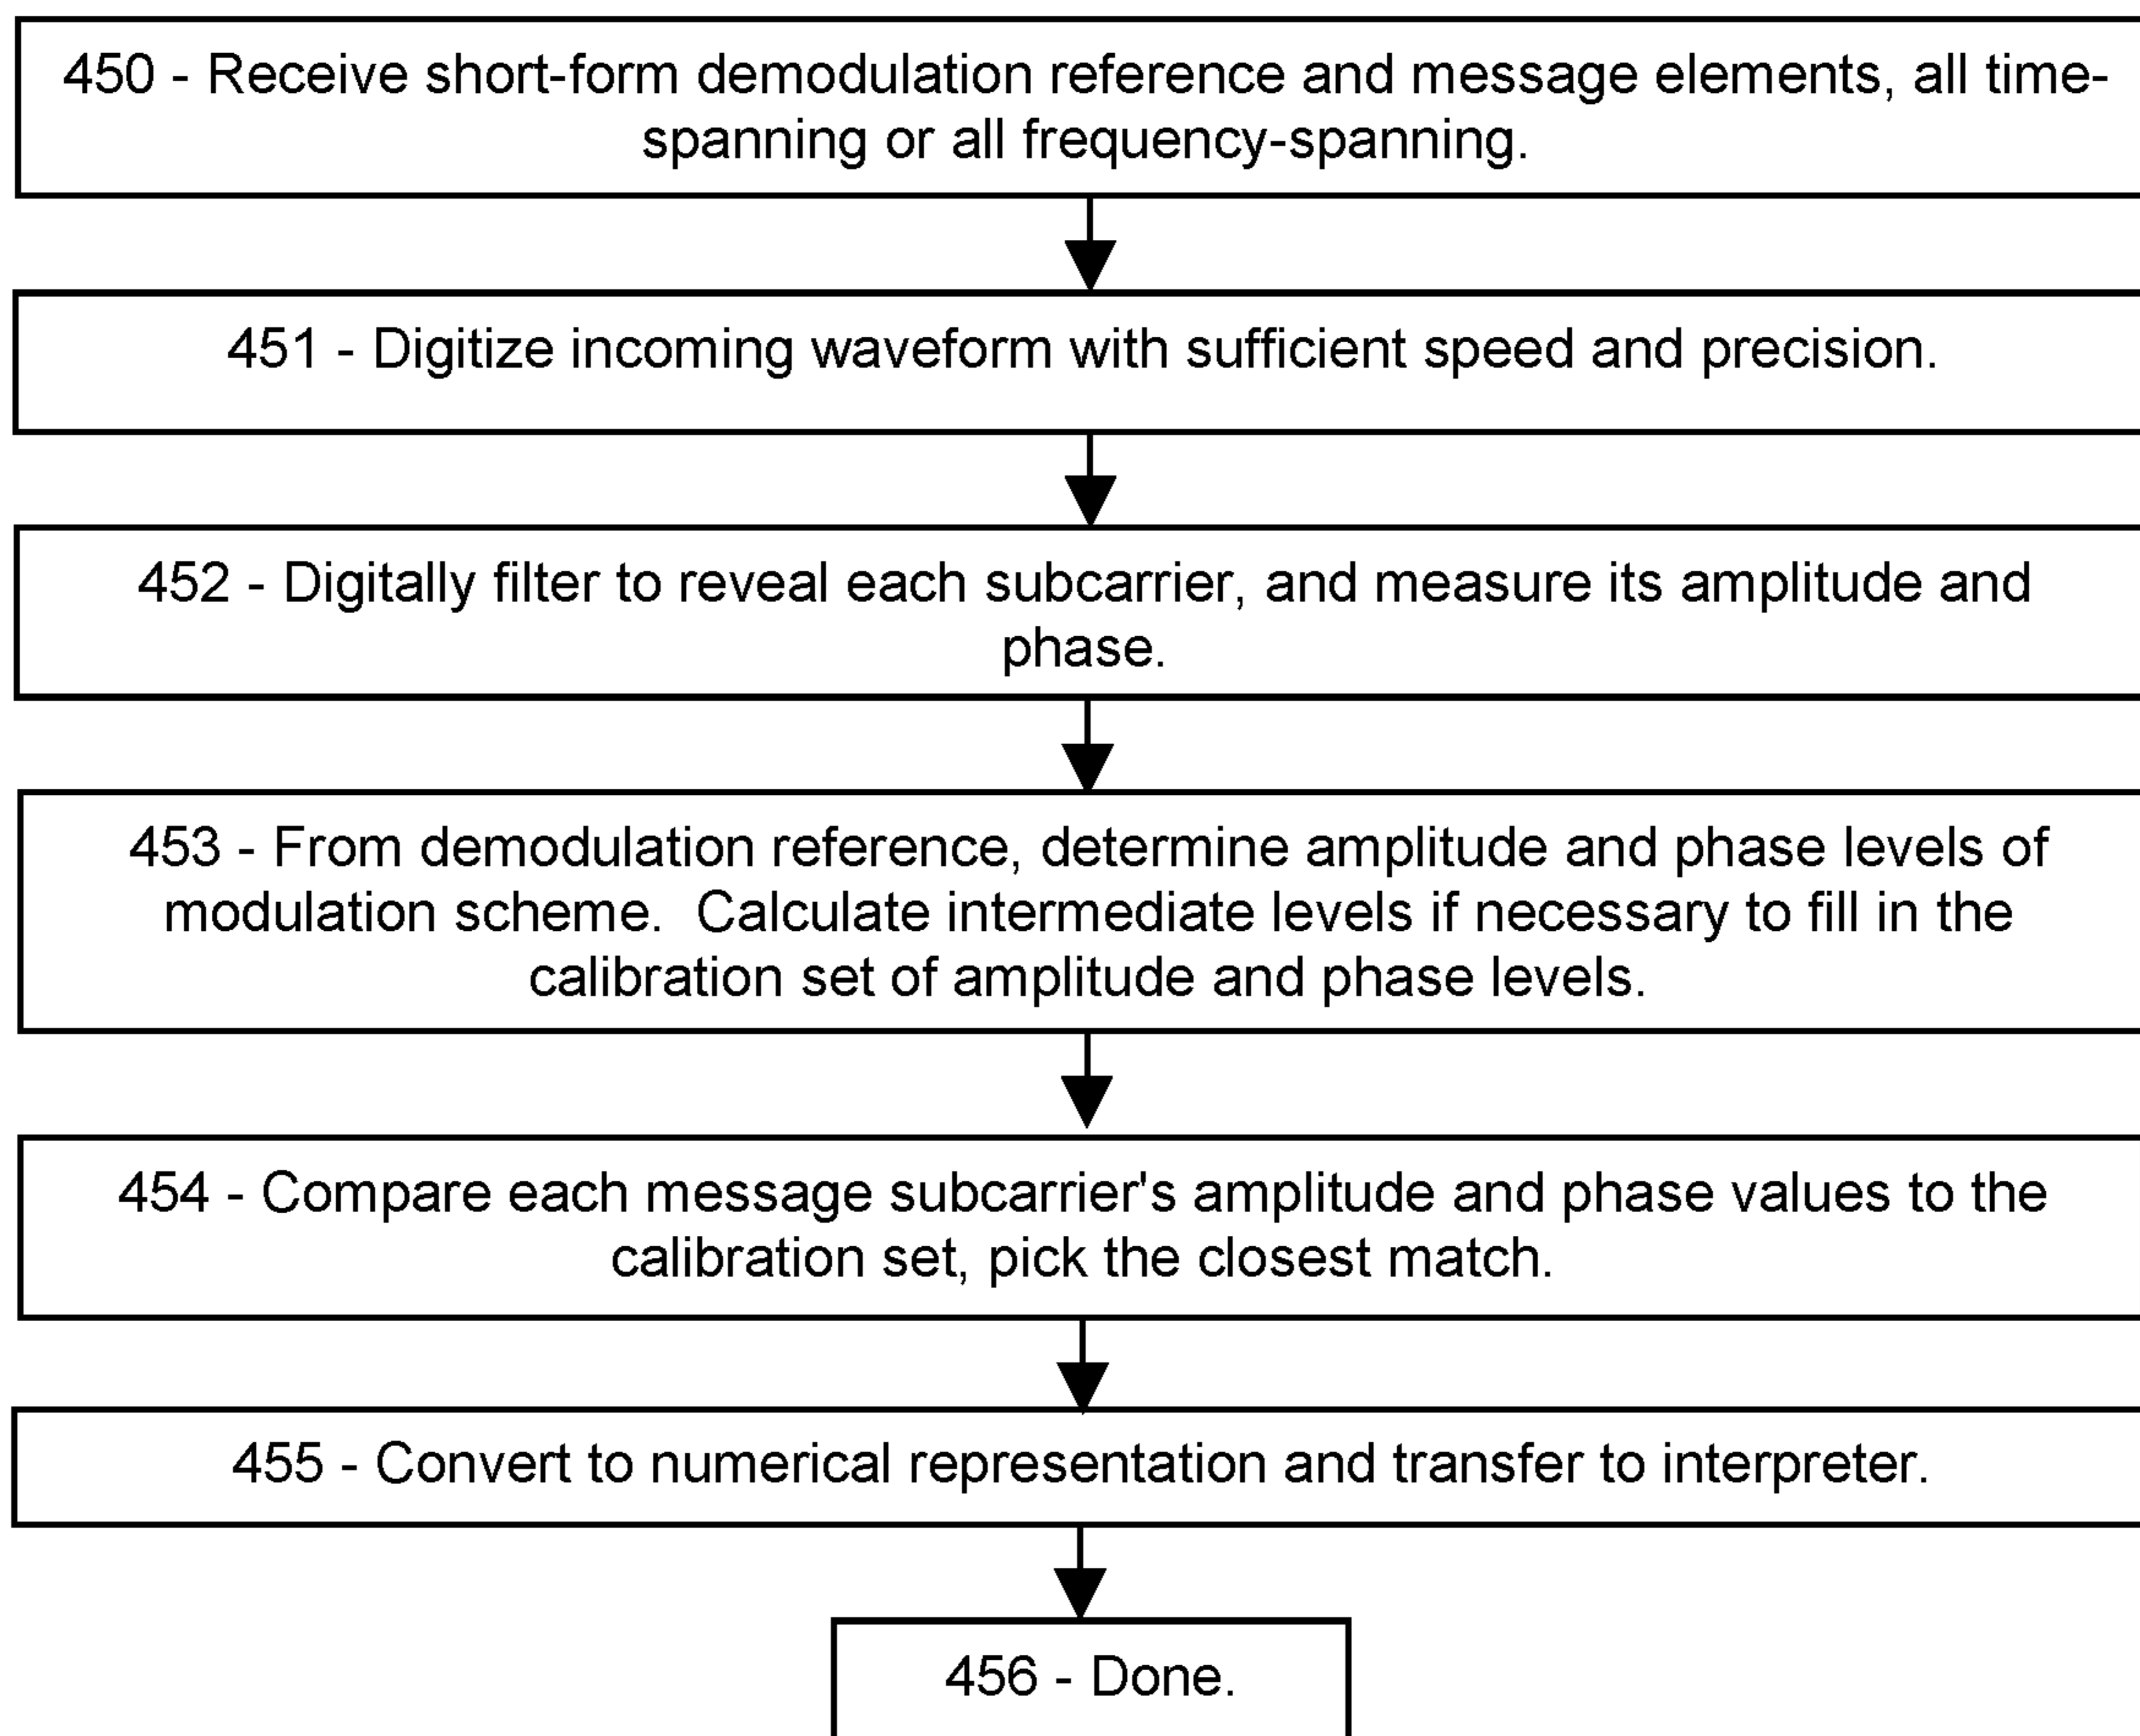 450 - Receive short-form demodulation reference and message elements, all time-
spanning or all frequency-spanning.
451 - Digitize incoming waveform with sufficient speed and precision.
452 - Digitally filter to reveal each subcarrier, and measure its amplitude and
phase.
453 - From demodulation reference, determine amplitude and phase levels of
modulation scheme.  Calculate intermediate levels if necessary to fill in the
calibration set of amplitude and phase levels.
454 - Compare each message subcarrier's amplitude and phase values to the
calibration set, pick the closest match.
455 - Convert to numerical representation and transfer to interpreter.
456 - Done.